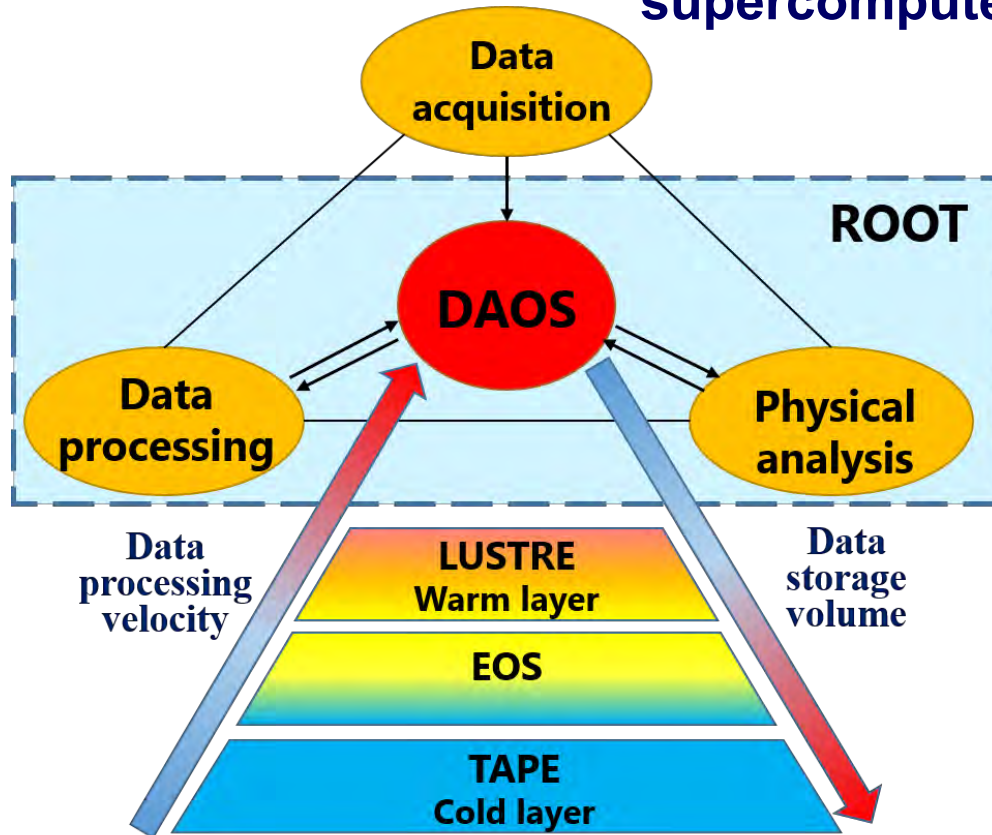 Data
acquisition
ROOT
DAOS
Data
processing
Physical
analysis
Data
processing
velocity
LUSTRE
Warm layer
Data
storage
volume
EOS
TAPE
Cold layer